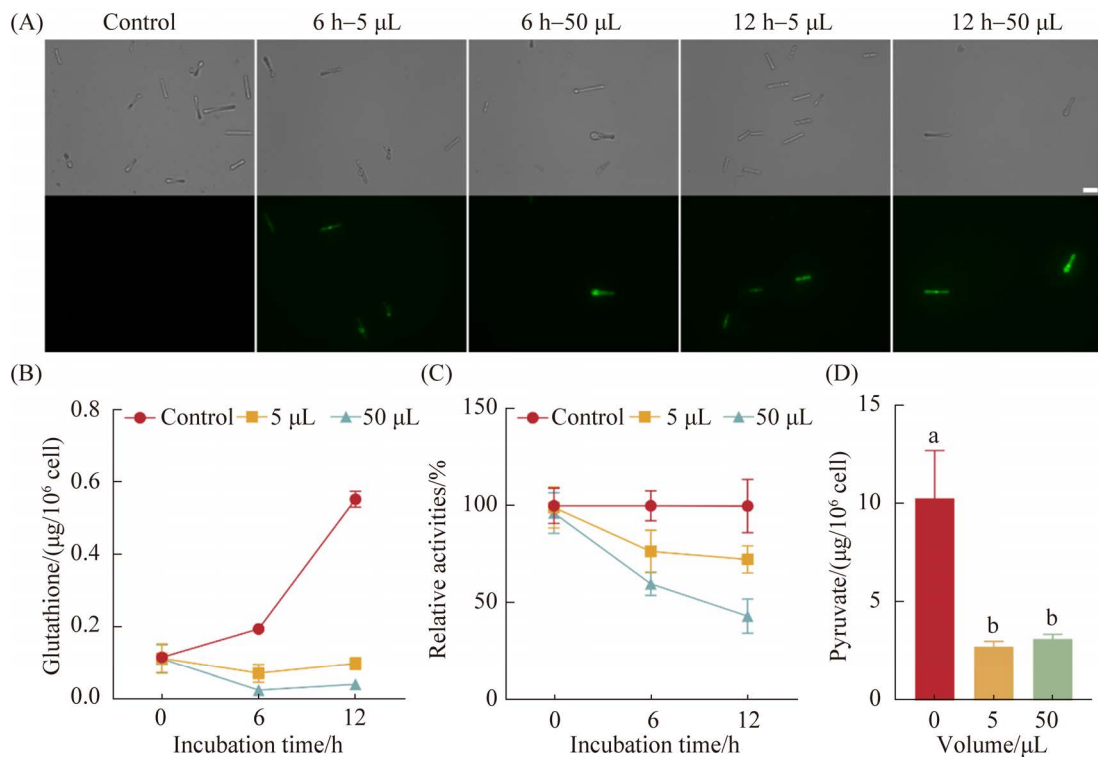 (A)
Control
6 h–5 μL
6 h–50 μL
12 h–5 μL
12 h–50 μL
(B)
0.8
0.6
0.4
0.2
0.0
Glutathione/(μg/10⁶ cell)
Control
5 μL
50 μL
0
6
12
Incubation time/h
(C)
150
100
50
0
Relative activities/%
Control
5 μL
50 μL
0
6
12
Incubation time/h
(D)
15
10
5
0
Pyruvate/(μg/10⁶ cell)
a
b
b
0
5
50
Volume/μL